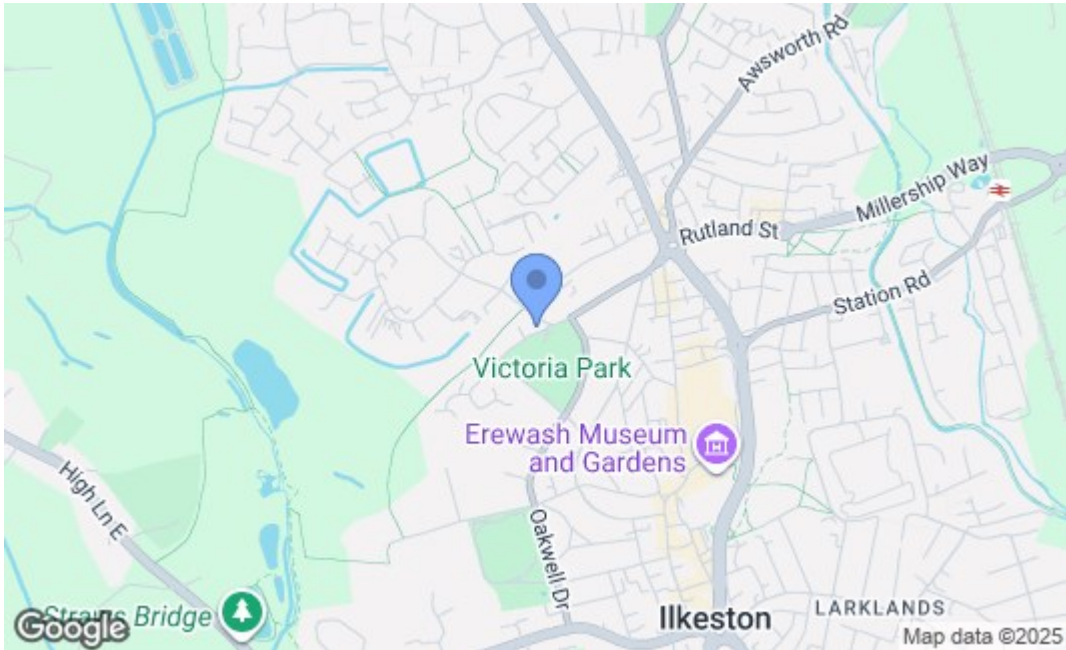 Awsworth Rd
Millership Way
Rutland St
Station Rd
Victoria Park
Erewash Museum
and Gardens
High Ln E
Oakwell Dr
Strains Bridge
Ilkeston
LARKLANDS
Google
Map data ©2025